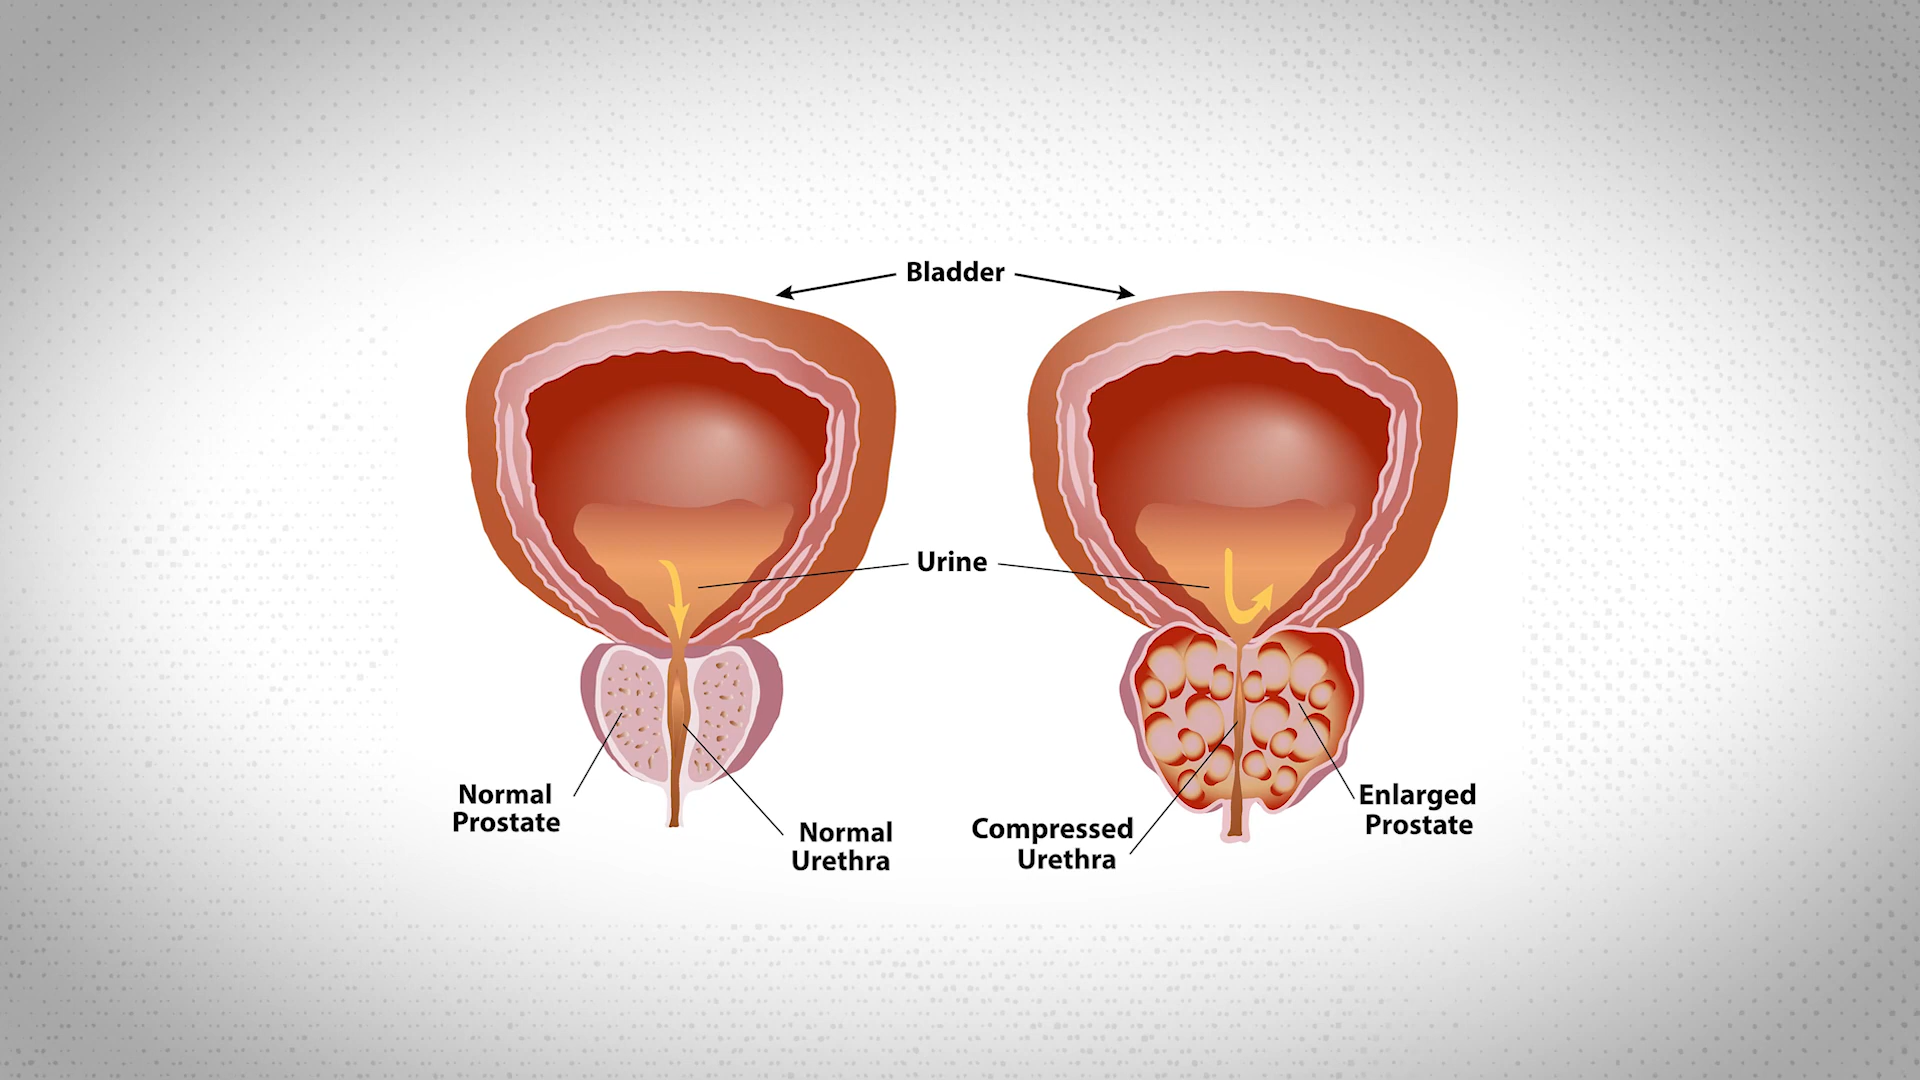 Bladder
Urine
Normal
Prostate
Normal
Urethra
Compressed
Urethra
Enlarged
Prostate